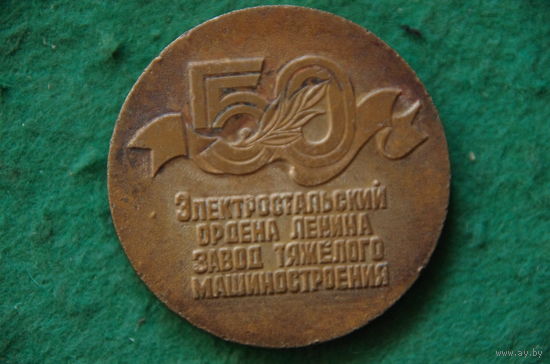 50
Электростальский
ордена Ленина
завод тяжёлого
машиностроения
www.ay.by